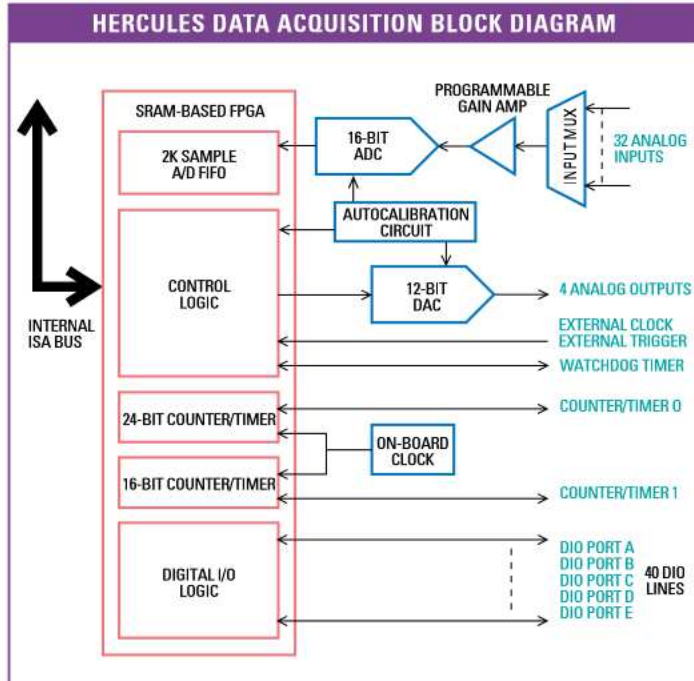 HERCULES DATA ACQUISITION BLOCK DIAGRAM
SRAM-BASED FPGA
2K SAMPLE
A/D FIFO
16-BIT
ADC
PROGRAMMABLE
GAIN AMP
INPUT MUX
32 ANALOG
INPUTS
AUTOCALIBRATION
CIRCUIT
CONTROL
LOGIC
12-BIT
DAC
4 ANALOG OUTPUTS
INTERNAL
ISA BUS
EXTERNAL CLOCK
EXTERNAL TRIGGER
WATCHDOG TIMER
24-BIT COUNTER/TIMER
COUNTER/TIMER 0
ON-BOARD
CLOCK
16-BIT COUNTER/TIMER
COUNTER/TIMER 1
DIGITAL I/O
LOGIC
DIO PORT A
DIO PORT B
DIO PORT C
DIO PORT D
DIO PORT E
40 DIO
LINES